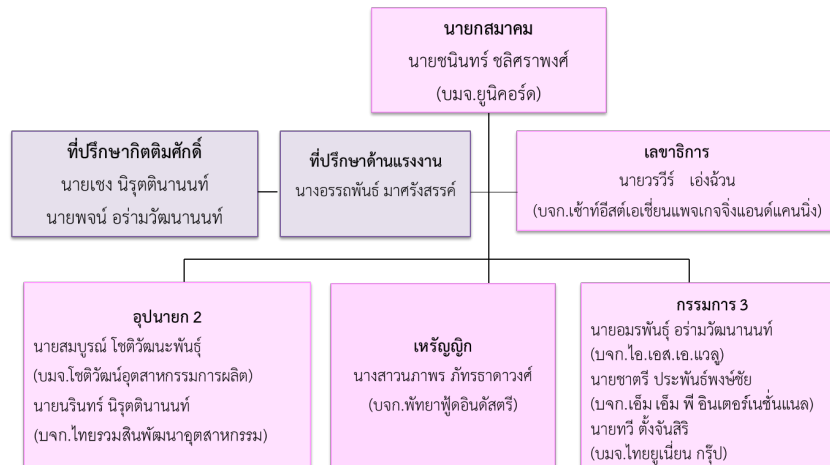 นายกสมาคม
นายชนินทร์ ชลิศราพงศ์
(บมจ.ยูนิคอร์ด)
ที่ปรึกษากิตติมศักดิ์
นายเชง นิรุตตินานนท์
นายพจน์ อร่ามวัฒนานนท์
ที่ปรึกษาด้านแรงงาน
นางอรรถพันธ์ มาศรังสรรค์
เลขาธิการ
นายวรวีร์ เอ่งฉ้วน
(บจก.เซ้าท์อีสต์เอเชี่ยนแพจเกจจิ่งแอนด์แคนนิ่ง)
อุปนายก 2
นายสมบูรณ์ โชติวัฒนะพันธุ์
(บมจ.โชติวัฒน์อุตสาหกรรมการผลิต)
นายนรินทร์ นิรุตตินานนท์
(บจก.ไทยรวมสินพัฒนาอุตสาหกรรม)
เหรัญญิก
นางสาวนภาพร ภัทรธาดาวงศ์
(บจก.พัทยาฟู้ดอินดัสตรี)
กรรมการ 3
นายอมรพันธุ์ อร่ามวัฒนานนท์
(บจก.ไอ.เอส.เอ.แวลู)
นายชาตรี ประพันธ์พงษ์ชัย
(บจก.เอ็ม เอ็ม พี อินเตอร์เนชั่นแนล)
นายทวี ตั้งจันสิริ
(บมจ.ไทยยูเนี่ยน กรุ๊ป)